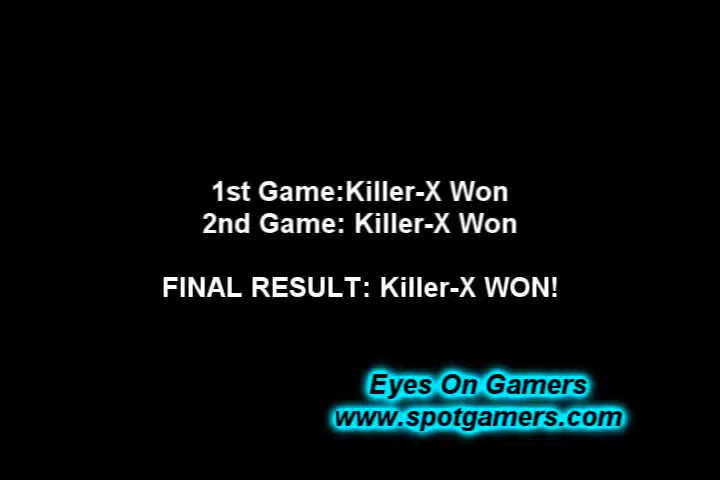 1st Game:Killer-X Won
2nd Game: Killer-X Won
FINAL RESULT: Killer-X WON!
Eyes On Gamers
www.spotgamers.com